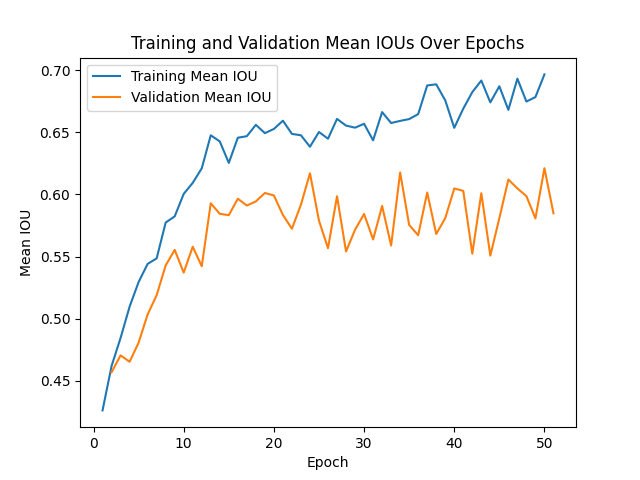 Training and Validation Mean IOUs Over Epochs
Training Mean IOU
Validation Mean IOU
Mean IOU
0.70
0.65
0.60
0.55
0.50
0.45
0 10 20 30 40 50
Epoch